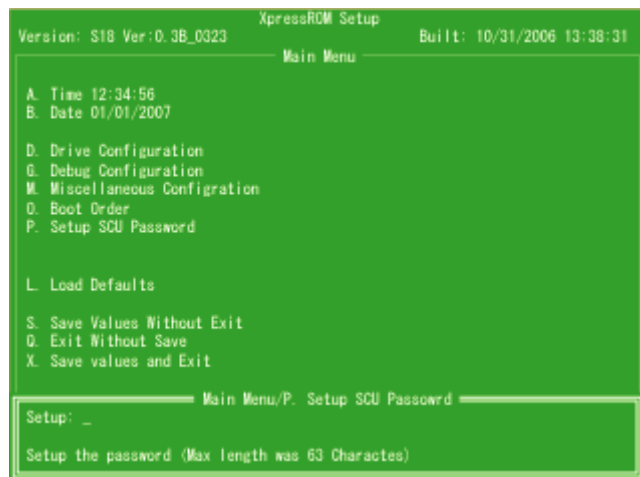 XpressROM Setup
Version: S18 Ver:0.3B_0323 Built: 10/31/2006 13:38:31
Main Menu
A. Time 12:34:56
B. Date 01/01/2007
D. Drive Configuration
G. Debug Configuration
M. Miscellaneous Configration
O. Boot Order
P. Setup SCU Password
L. Load Defaults
S. Save Values Without Exit
Q. Exit Without Save
X. Save values and Exit
Main Menu/P. Setup SCU Passowrd
Setup: _
Setup the password (Max length was 63 Charactes)